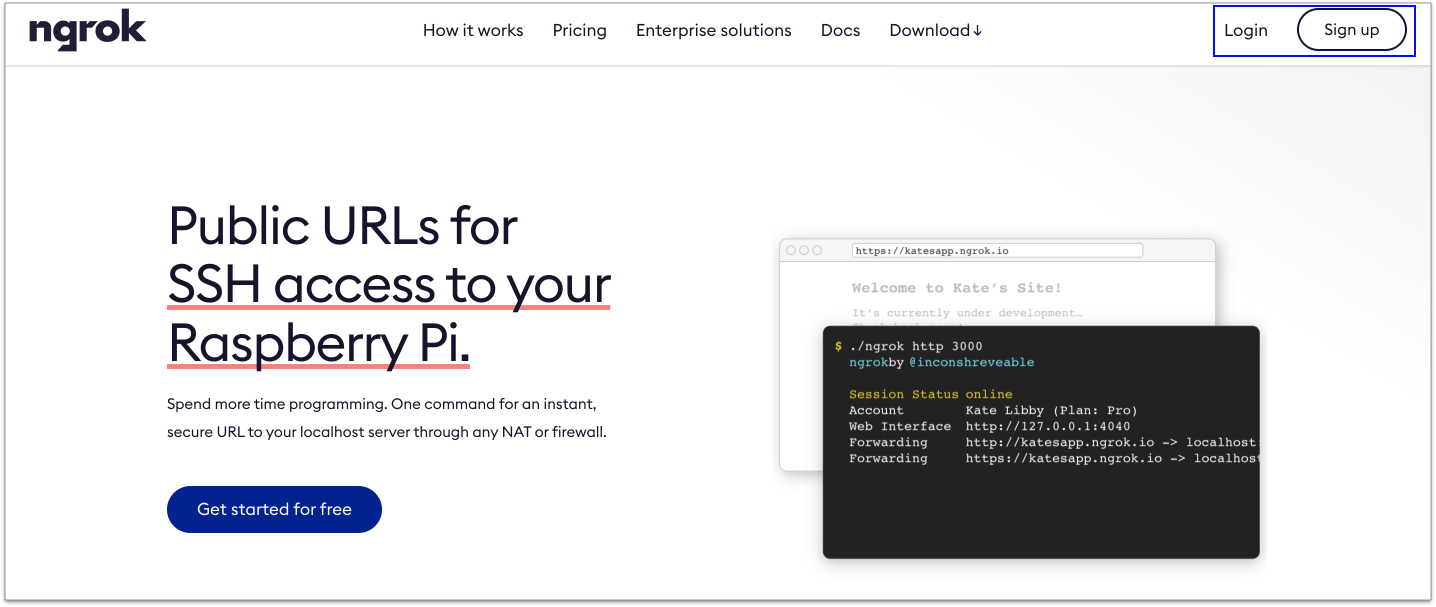 ngrok
How it works Pricing Enterprise solutions Docs Download↓
Login Sign up
Public URLs for
SSH access to your
Raspberry Pi.
Spend more time programming. One command for an instant,
secure URL to your localhost server through any NAT or firewall.
Get started for free
https://katesapp.ngrok.io
Welcome to Kate's Site!
It's currently under development…
$ ./ngrok http 3000
ngrokby @inconshreveable
Session Status online
Account Kate Libby (Plan: Pro)
Web Interface http://127.0.0.1:4040
Forwarding http://katesapp.ngrok.io -> localhost
Forwarding https://katesapp.ngrok.io -> localhost